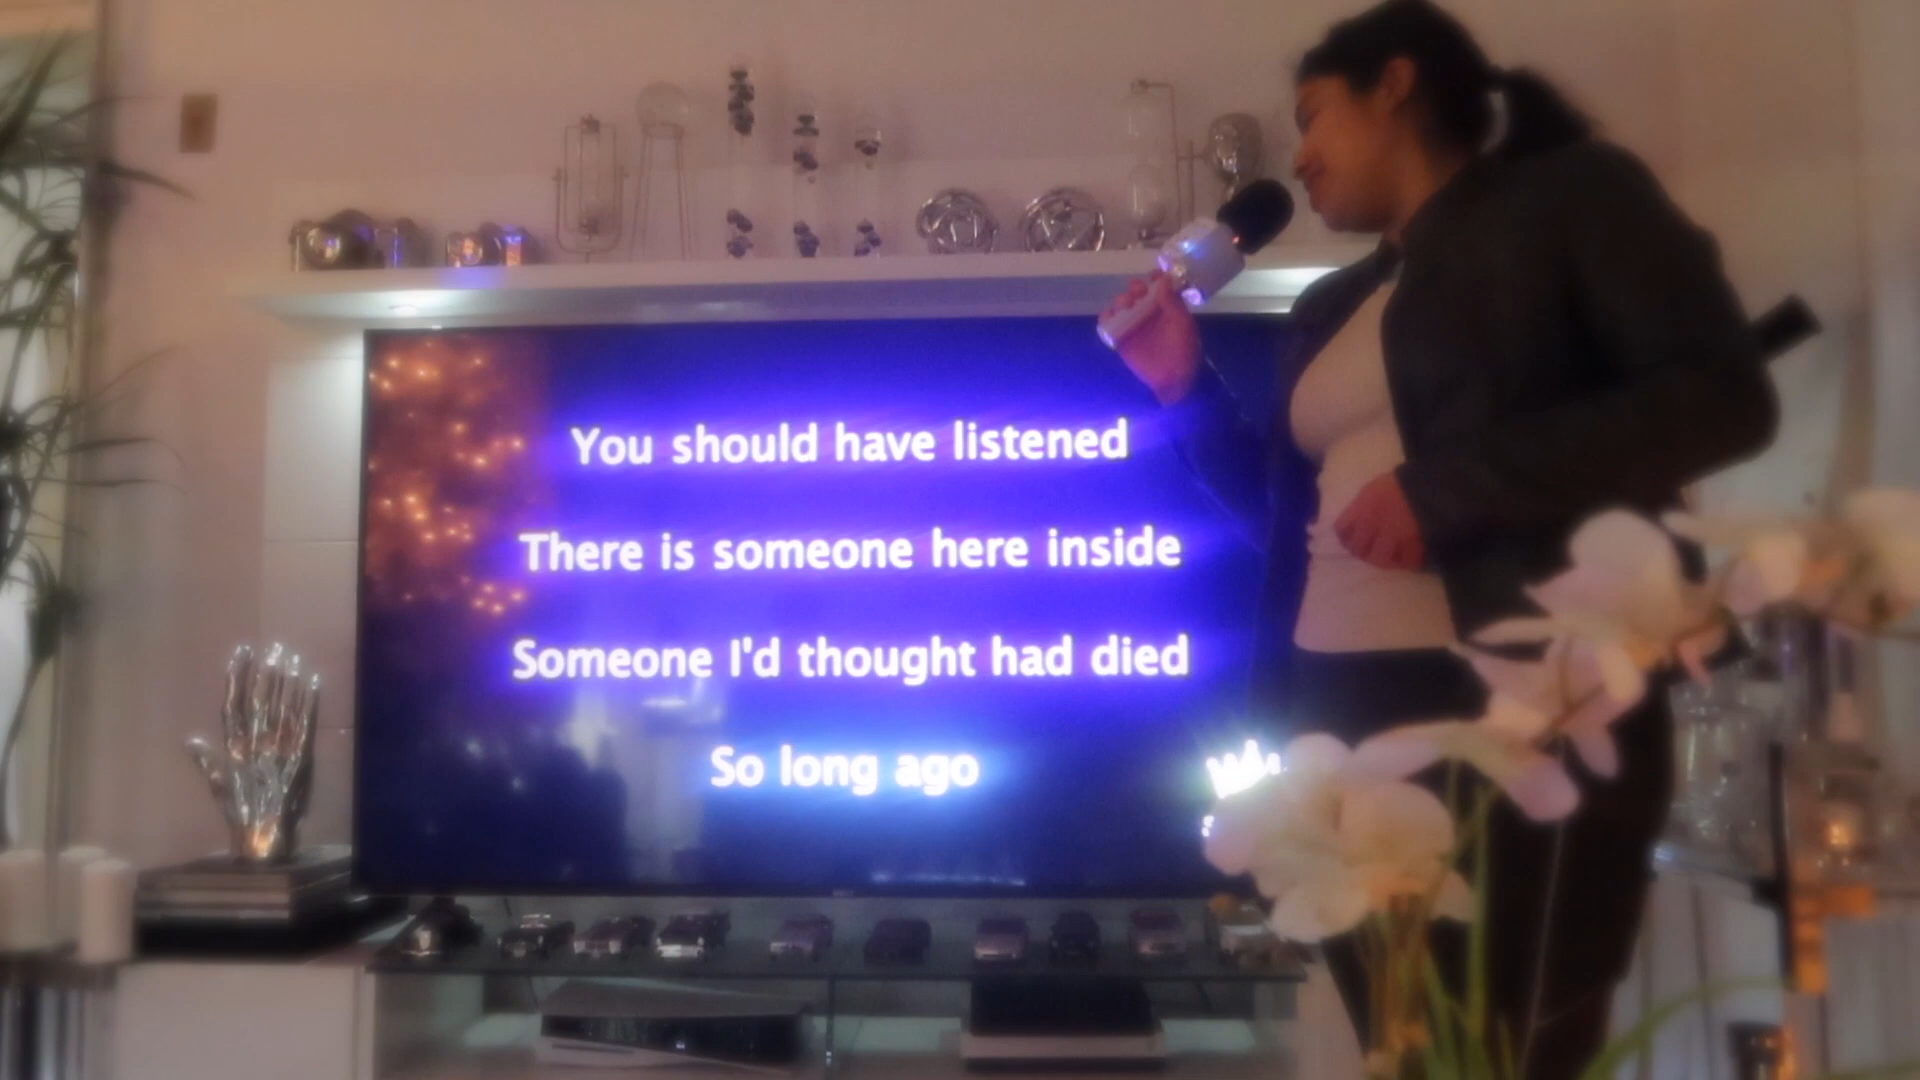 You should have listened
There is someone here inside
Someone I'd thought had died
So long ago